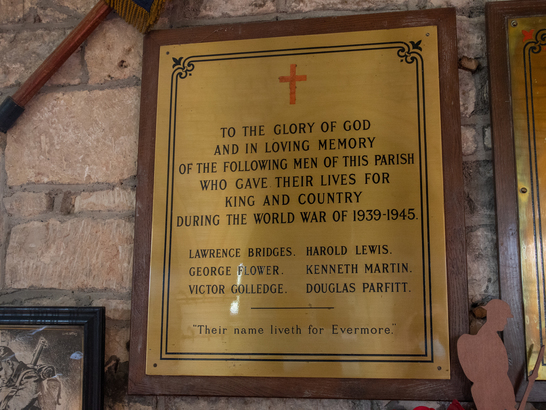 TO THE GLORY OF GOD
AND IN LOVING MEMORY
OF THE FOLLOWING MEN OF THIS PARISH
WHO GAVE THEIR LIVES FOR
KING AND COUNTRY
DURING THE WORLD WAR OF 1939-1945.
LAWRENCE BRIDGES. HAROLD LEWIS.
GEORGE FLOWER. KENNETH MARTIN.
VICTOR GOLLEDGE. DOUGLAS PARFITT.
"Their name liveth for Evermore."